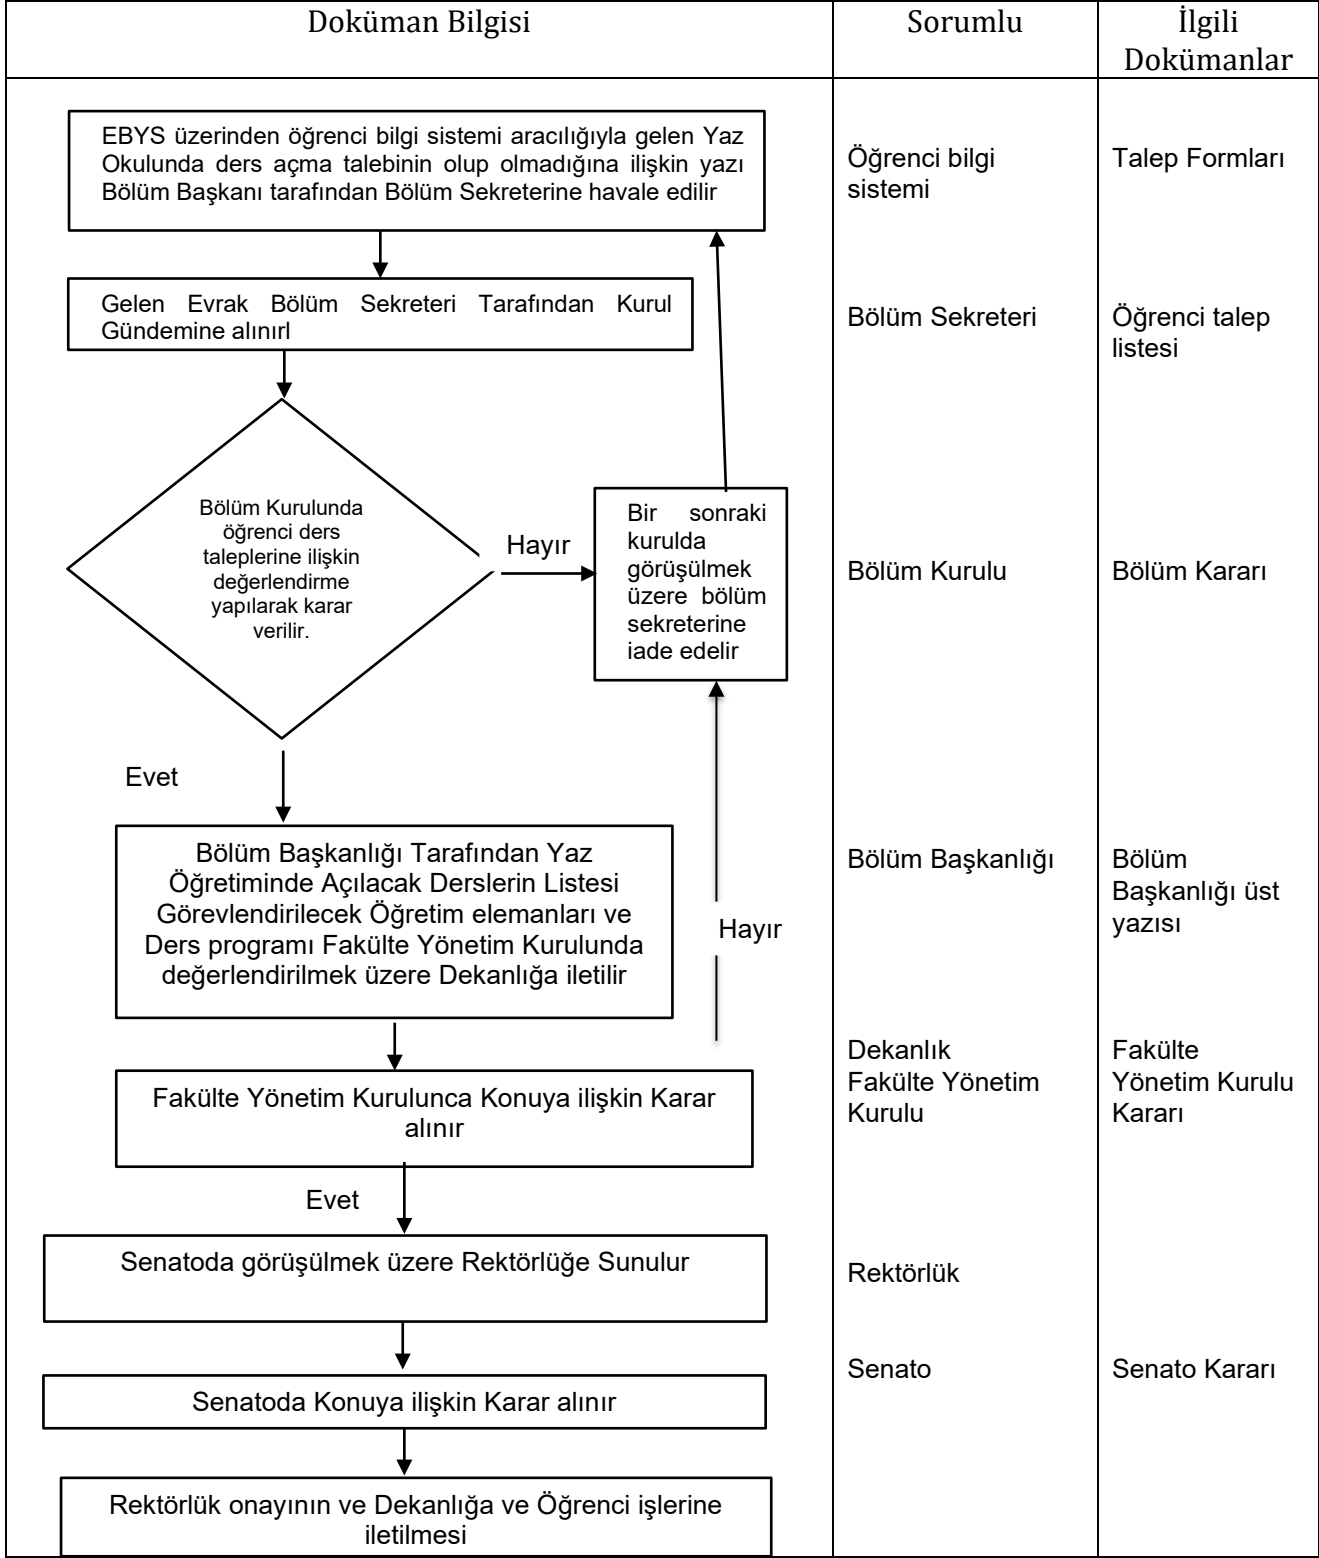 Doküman Bilgisi
Sorumlu
İlgili
Dokümanlar
EBYS üzerinden öğrenci bilgi sistemi aracılığıyla gelen Yaz
Okulunda ders açma talebinin olup olmadığına ilişkin yazı
Bölüm Başkanı tarafından Bölüm Sekreterine havale edilir
Öğrenci bilgi
sistemi
Talep Formları
Gelen Evrak Bölüm Sekreteri Tarafından Kurul
Gündemine alınırl
Bölüm Sekreteri
Öğrenci talep
listesi
Bölüm Kurulunda
öğrenci ders
taleplerine ilişkin
değerlendirme
yapılarak karar
verilir.
Hayır
Bir sonraki
kurulda
görüşülmek
üzere bölüm
sekreterine
iade edelir
Bölüm Kurulu
Bölüm Kararı
Evet
Bölüm Başkanlığı Tarafından Yaz
Öğretiminde Açılacak Derslerin Listesi
Görevlendirilecek Öğretim elemanları ve
Ders programı Fakülte Yönetim Kurulunda
değerlendirilmek üzere Dekanlığa iletilir
Hayır
Bölüm Başkanlığı
Bölüm
Başkanlığı üst
yazısı
Fakülte Yönetim Kurulunca Konuya ilişkin Karar
alınır
Dekanlık
Fakülte Yönetim
Kurulu
Fakülte
Yönetim Kurulu
Kararı
Evet
Senatoda görüşülmek üzere Rektörlüğe Sunulur
Rektörlük
Senatoda Konuya ilişkin Karar alınır
Senato
Senato Kararı
Rektörlük onayının ve Dekanlığa ve Öğrenci işlerine
iletilmesi